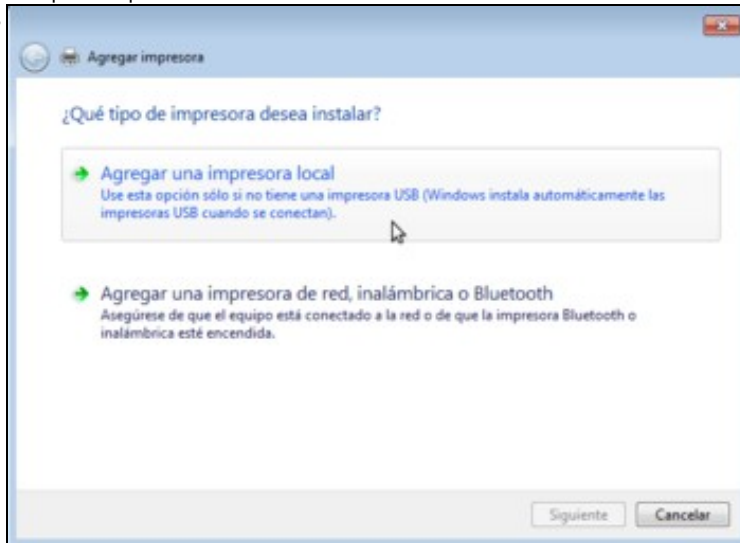 Agregar impresora
¿Qué tipo de impresora desea instalar?
Agregar una impresora local
Use esta opción sólo si no tiene una impresora USB (Windows instala automáticamente las
impresoras USB cuando se conectan).
Agregar una impresora de red, inalámbrica o Bluetooth
Asegúrese de que el equipo está conectado a la red o de que la impresora Bluetooth o
inalámbrica esté encendida.
Siguiente Cancelar